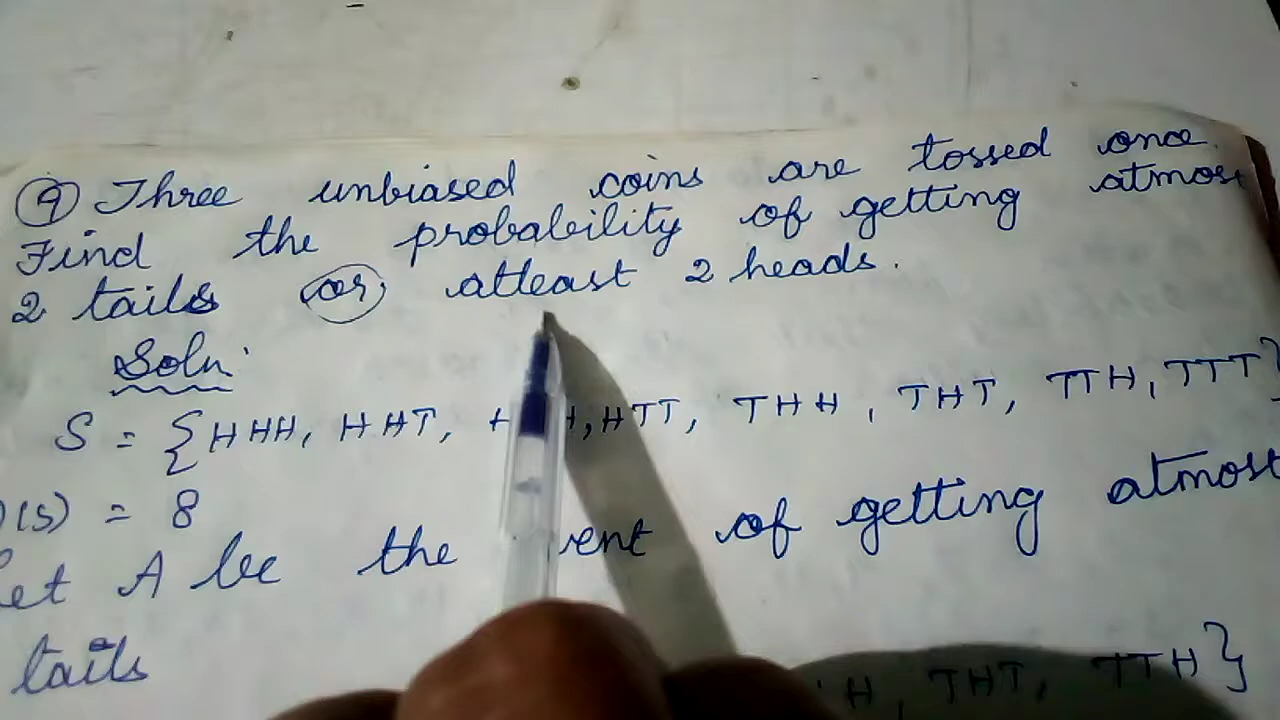 9 Three unbiased coins are tossed once.
Find the probability of getting atmost
2 tails or atleast 2 heads.
Soln:
S = {HHH, HHT, H, HTT, THH, THT, TTH, TTT}
(S) = 8
et A be the ent of getting atmost
tails
H, THT, TTH}